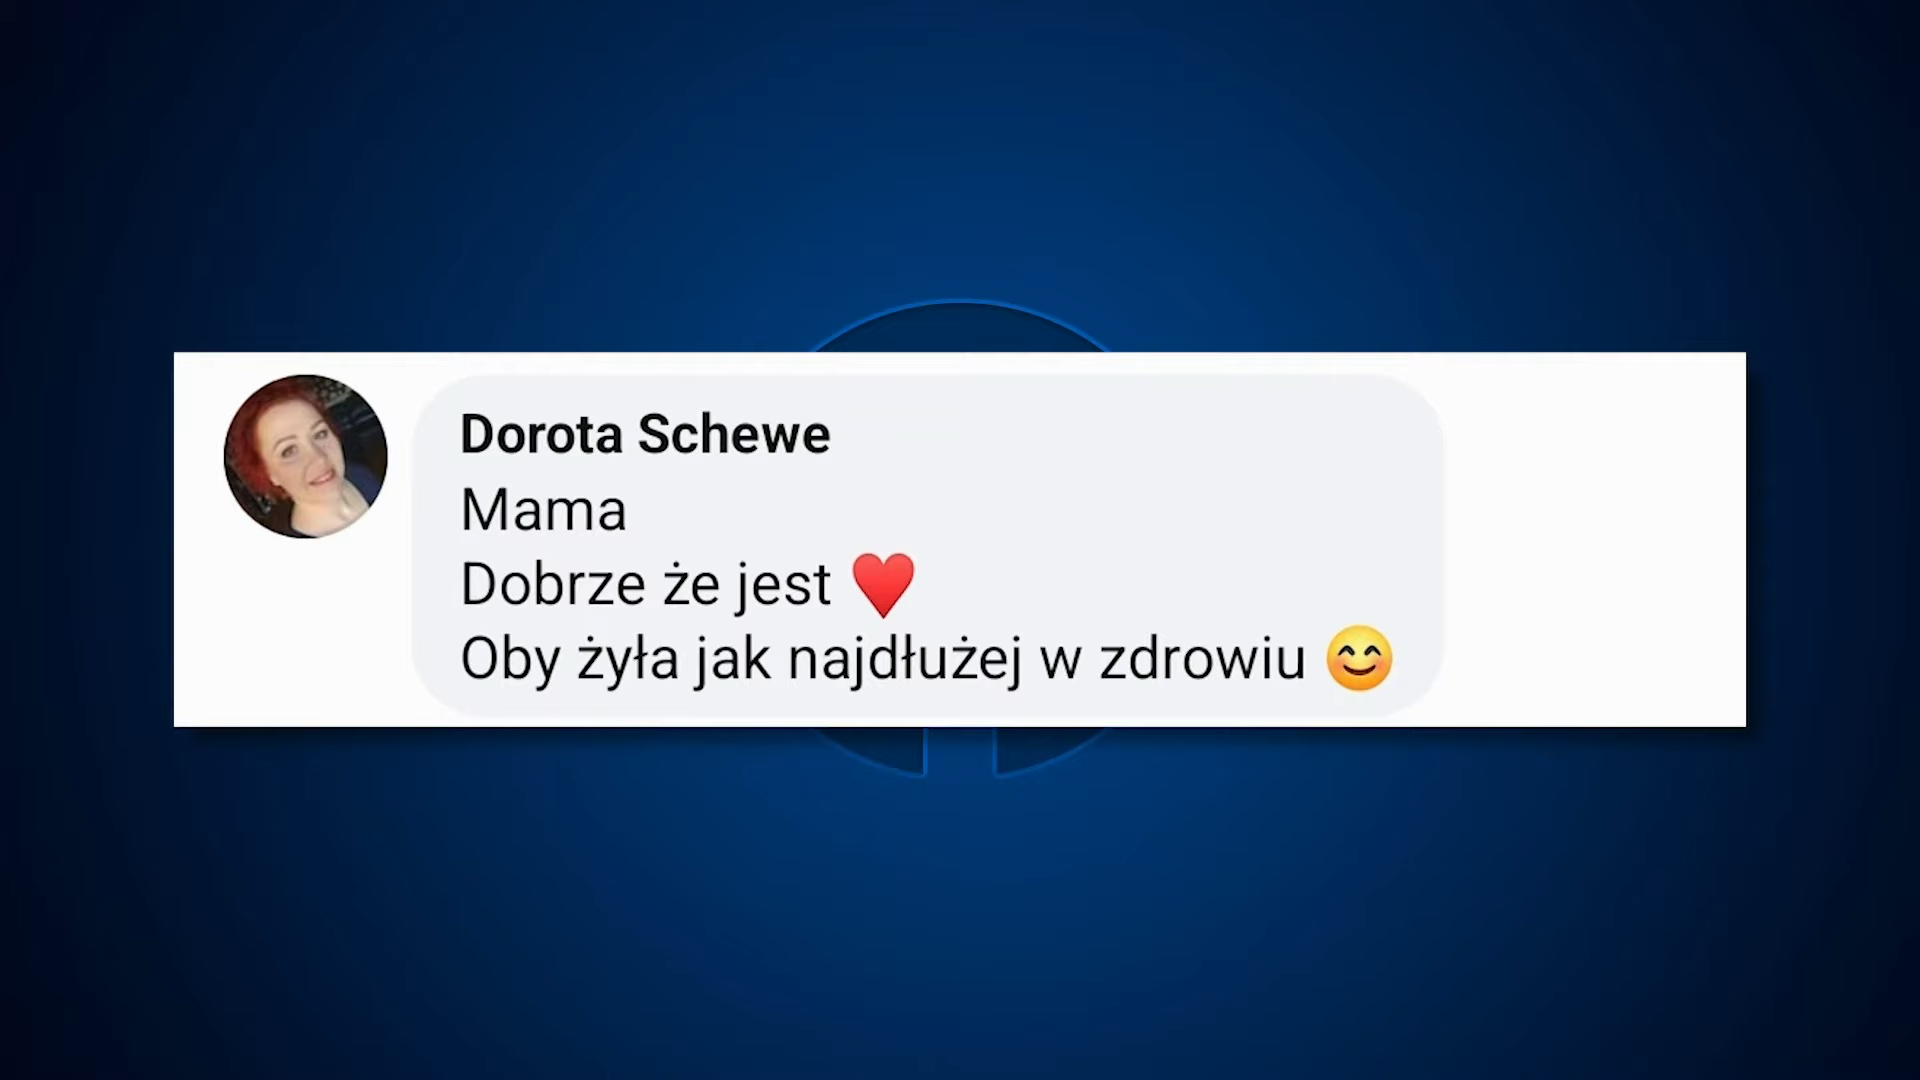 Dorota Schewe
Mama
Dobrze że jest ♥️
Oby żyła jak najdłużej w zdrowiu 😊